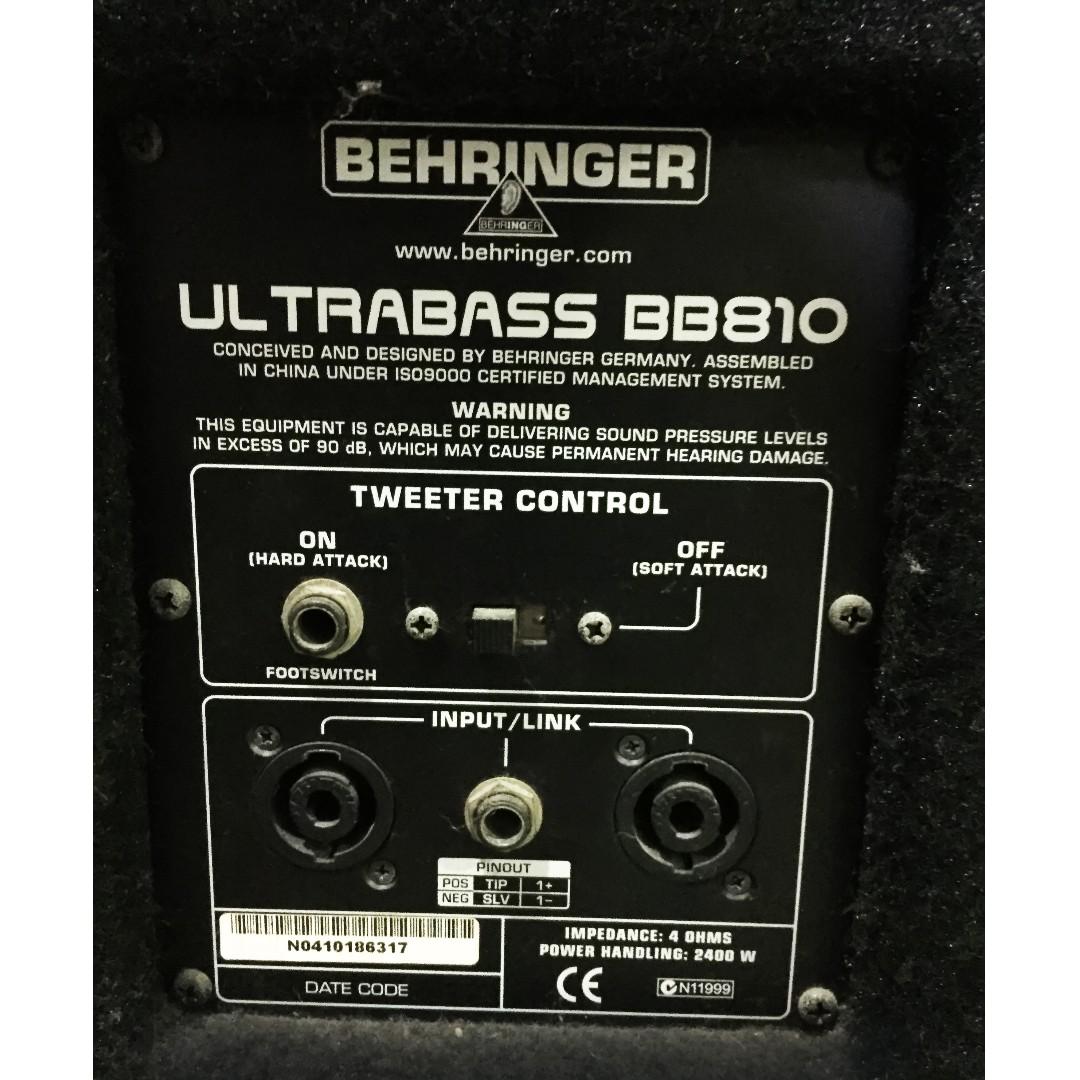 BEHRINGER
BEHRINGER
www.behringer.com
ULTRABASS BB810
CONCEIVED AND DESIGNED BY BEHRINGER GERMANY. ASSEMBLED
IN CHINA UNDER ISO9000 CERTIFIED MANAGEMENT SYSTEM.
WARNING
THIS EQUIPMENT IS CAPABLE OF DELIVERING SOUND PRESSURE LEVELS
IN EXCESS OF 90 dB, WHICH MAY CAUSE PERMANENT HEARING DAMAGE.
TWEETER CONTROL
ON
(HARD ATTACK)
OFF
(SOFT ATTACK)
FOOTSWITCH
INPUT/LINK
PINOUT
POS TIP 1+
NEG SLV 1-
N0410186317
DATE CODE
IMPEDANCE: 4 OHMS
POWER HANDLING: 2400 W
CE
N11999